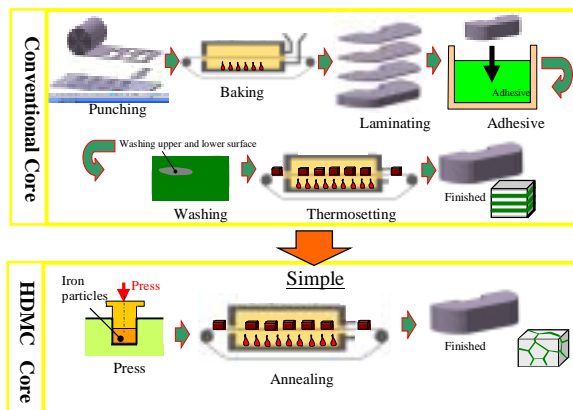 Conventional Core
Punching
Baking
Laminating
Adhesive
Adhesive
Washing upper and lower surface
Washing
Thermosetting
Finished
Simple
HDMC Core
Iron
particles
Press
Press
Annealing
Finished